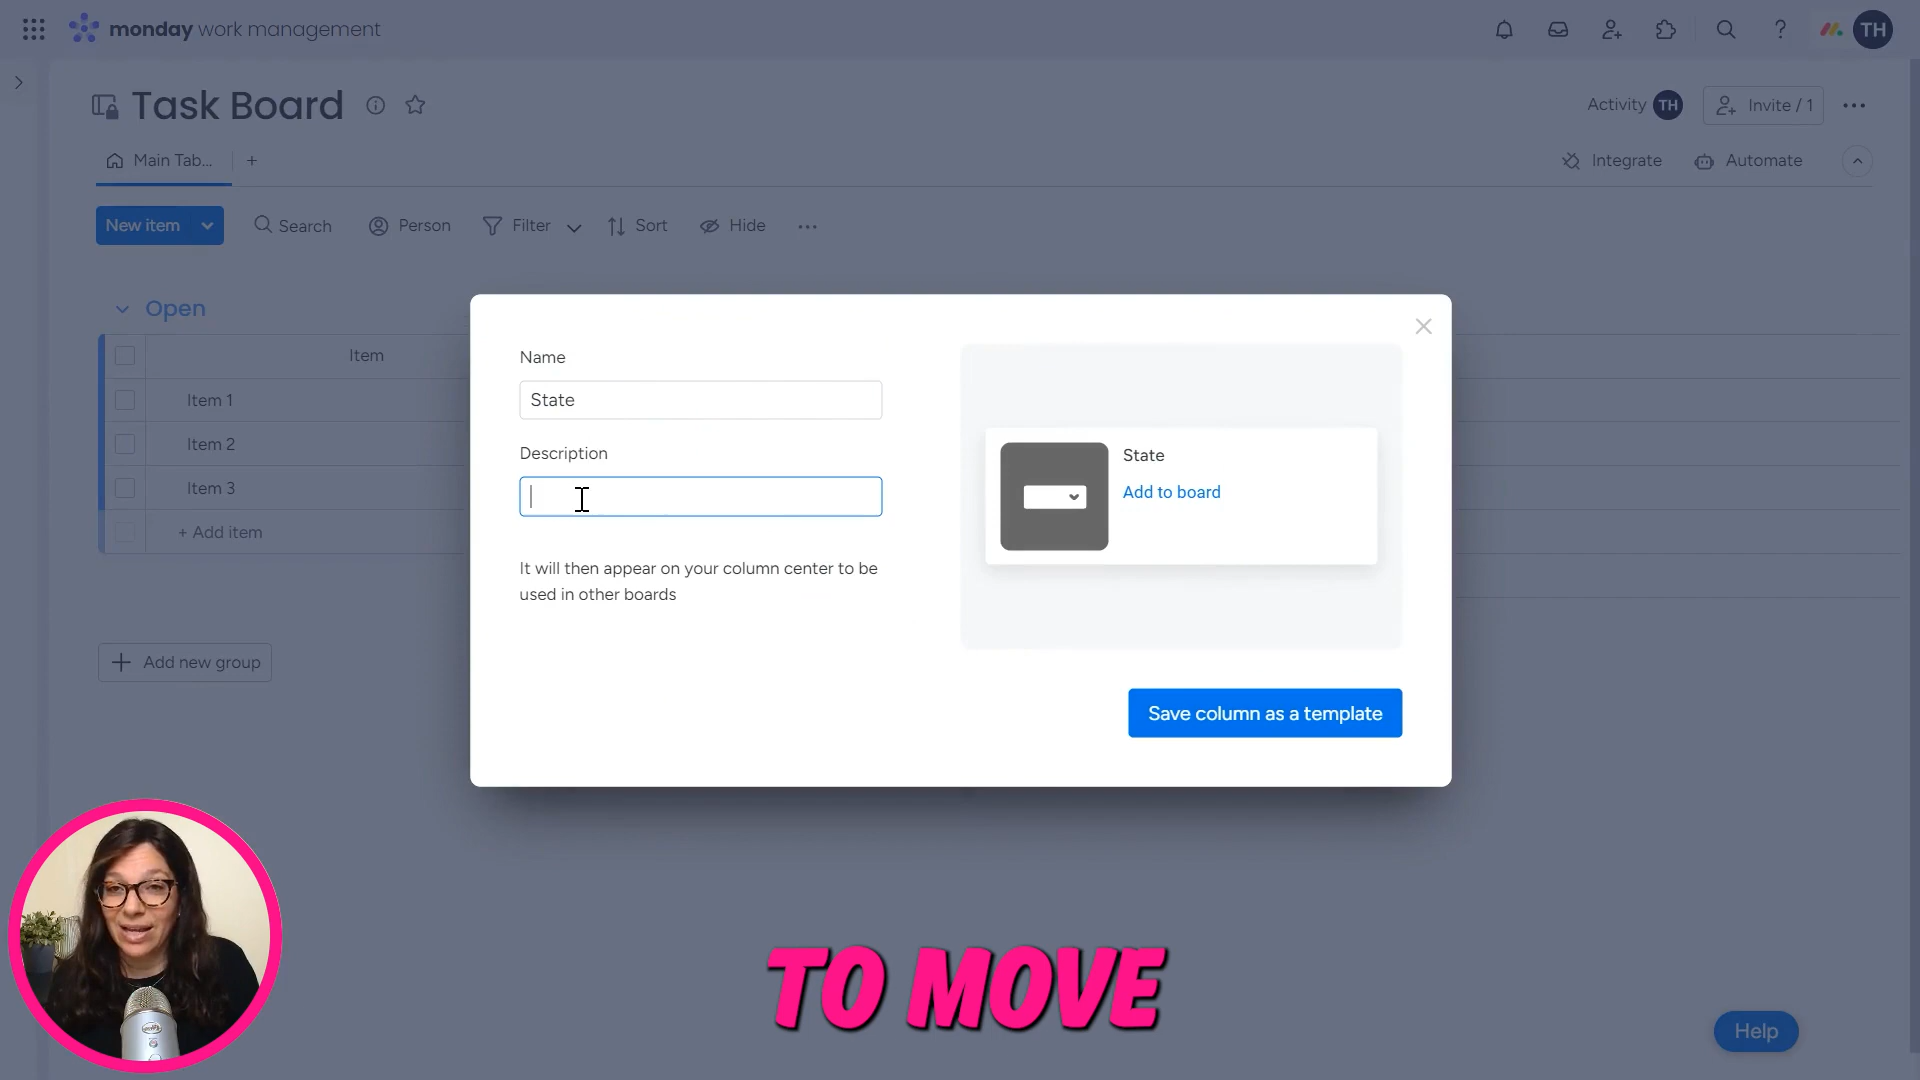 monday work management
TH
Task Board
Activity TH
Invite / 1
Main Tab...
+
Integrate
Automate
New item
Search
Person
Filter
Sort
Hide
Open
Item
Item 1
Item 2
Item 3
+ Add item
+ Add new group
Name
State
Description
It will then appear on your column center to be
used in other boards
State
Add to board
Save column as a template
TO MOVE
Help